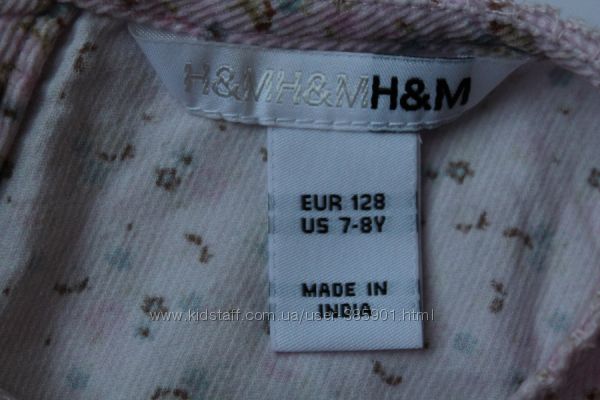 H&MH&MH&M
EUR 128
US 7-8Y
MADE IN
INDIA
www.kidstaff.com.ua/user-385901.html